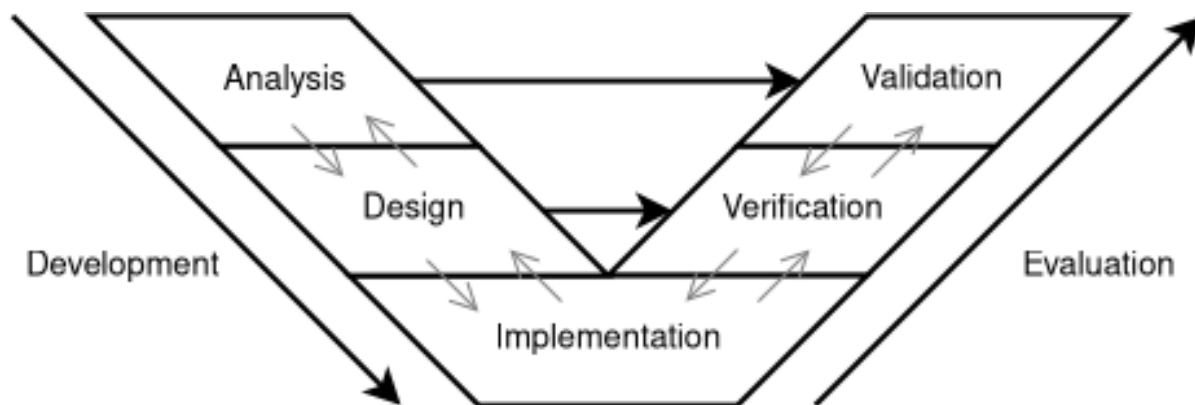 Analysis
Validation
Design
Verification
Development
Evaluation
Implementation